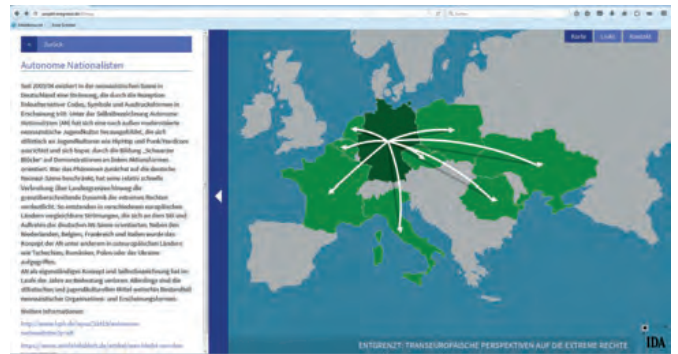 Zurück
Karte Links Kontakt
Autonome Nationalisten
Seit 2003/04 existiert in der neonazistischen Szene in
Deutschland eine Strömung, die durch die Rezeption
linksalternativer Codes, Symbole und Ausdrucksformen in
Erscheinung tritt. Unter der Selbstbezeichnung Autonome
Nationalisten (AN) hat sich eine nach außen modernisierte
neonazistische Jugendkultur herausgebildet, die sich
stilistisch an Jugendkulturen wie HipHop und Punk/Hardcore
ausrichtet und sich bspw. durch die Bildung „Schwarzer
Blöcke“ auf Demonstrationen an linken Aktionsformen
orientiert. War das Phänomen zunächst auf die deutsche
Neonazi-Szene beschränkt, hat seine relativ schnelle
Verbreitung über Landesgrenzen hinweg die
grenzüberschreitende Dynamik der extremen Rechten
verdeutlicht. So entstanden in verschiedenen europäischen
Ländern vergleichbare Strömungen, die sich an dem Stil und
Auftreten der deutschen AN-Szene orientierten. Neben den
Niederlanden, Belgien, Frankreich und Italien wurde das
Konzept der AN unter anderem in osteuropäischen Ländern
wie Tschechien, Rumänien, Polen oder der Ukraine
aufgegriffen.
AN als eigenständiges Konzept und Selbstbezeichnung hat im
Laufe der Jahre an Bedeutung verloren. Allerdings sind die
stilistischen und jugendkulturellen Mittel weiterhin Bestandteil
neonazistischer Organisations- und Erscheinungsformen.
Weitere Informationen:
ENTGRENZT: TRANSEUROPÄISCHE PERSPEKTIVEN AUF DIE EXTREME RECHTE
IDA